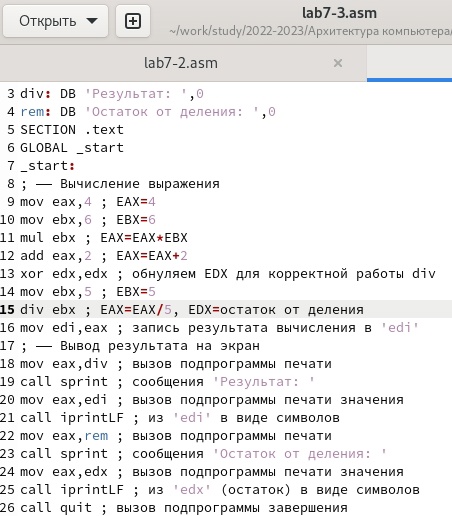 Открыть
lab7-3.asm
~/work/study/2022-2023/Архитектура компьютера/
lab7-2.asm ×
3 div: DB 'Результат: ',0
4 rem: DB 'Остаток от деления: ',0
5 SECTION .text
6 GLOBAL _start
7 _start:
8 ; —— Вычисление выражения
9 mov eax,4 ; EAX=4
10 mov ebx,6 ; EBX=6
11 mul ebx ; EAX=EAX*EBX
12 add eax,2 ; EAX=EAX+2
13 xor edx,edx ; обнуляем EDX для корректной работы div
14 mov ebx,5 ; EBX=5
15 div ebx ; EAX=EAX/5, EDX=остаток от деления
16 mov edi,eax ; запись результата вычисления в 'edi'
17 ; —— Вывод результата на экран
18 mov eax,div ; вызов подпрограммы печати
19 call sprint ; сообщения 'Результат: '
20 mov eax,edi ; вызов подпрограммы печати значения
21 call iprintLF ; из 'edi' в виде символов
22 mov eax,rem ; вызов подпрограммы печати
23 call sprint ; сообщения 'Остаток от деления: '
24 mov eax,edx ; вызов подпрограммы печати значения
25 call iprintLF ; из 'edx' (остаток) в виде символов
26 call quit ; вызов подпрограммы завершения